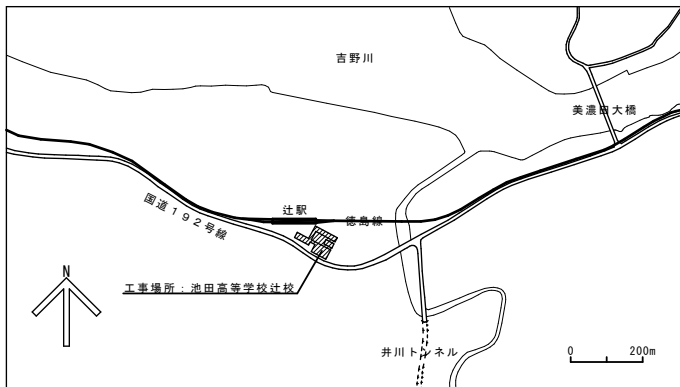 吉野川
美濃田大橋
辻駅
徳島線
国道192号線
N
工事場所：池田高等学校辻校
井川トンネル
0 200m